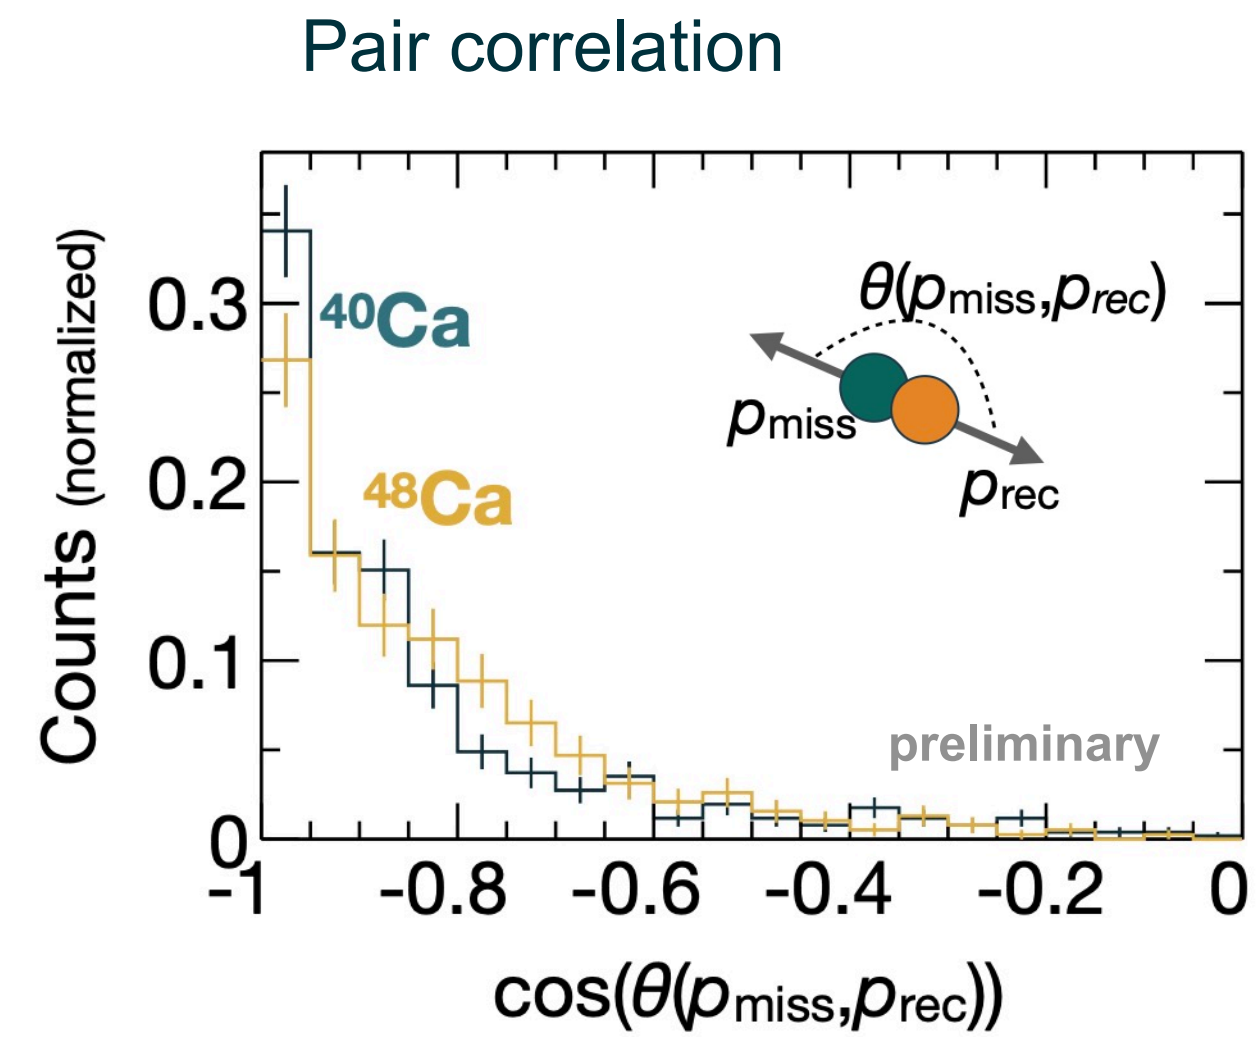 Pair correlation
Counts (normalized)
0.3
0.2
0.1
0
⁴⁰Ca
⁴⁸Ca
θ(pmiss,prec)
pmiss
prec
preliminary
-1 -0.8 -0.6 -0.4 -0.2 0
cos(θ(pmiss,prec))